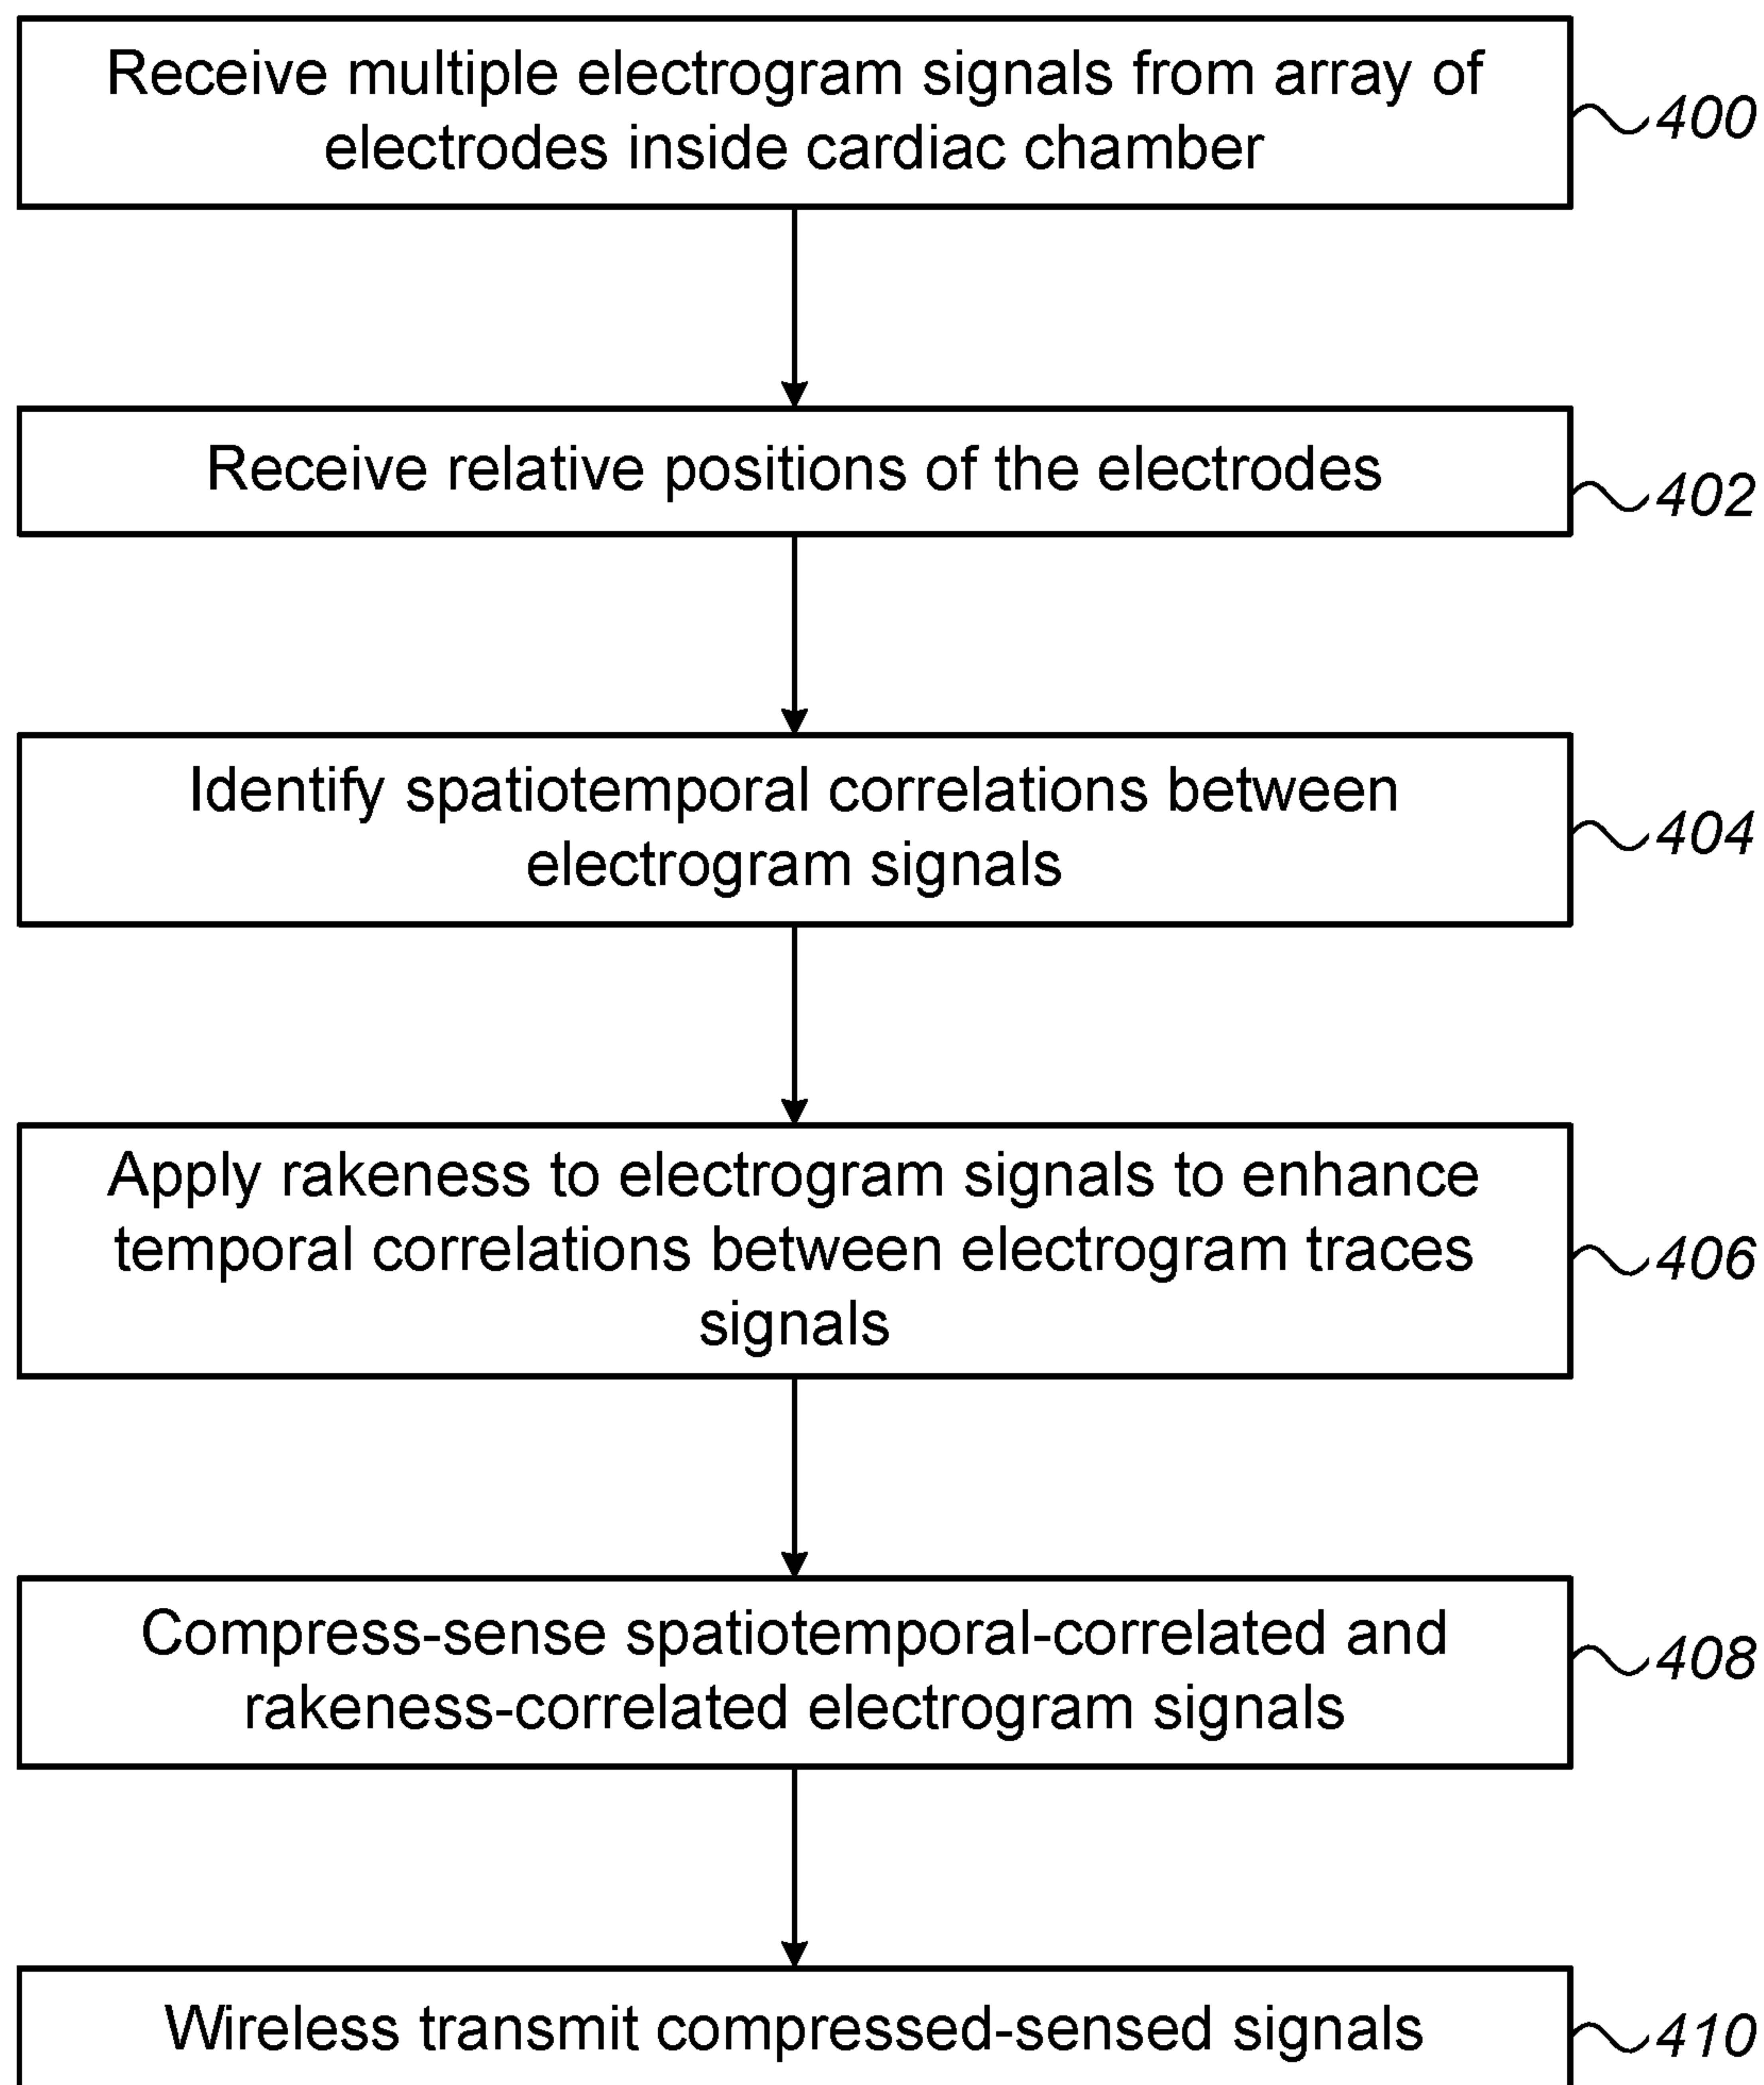 Receive multiple electrogram signals from array of
electrodes inside cardiac chamber
400
Receive relative positions of the electrodes
402
Identify spatiotemporal correlations between
electrogram signals
404
Apply rakeness to electrogram signals to enhance
temporal correlations between electrogram traces
signals
406
Compress-sense spatiotemporal-correlated and
rakeness-correlated electrogram signals
408
Wireless transmit compressed-sensed signals
410